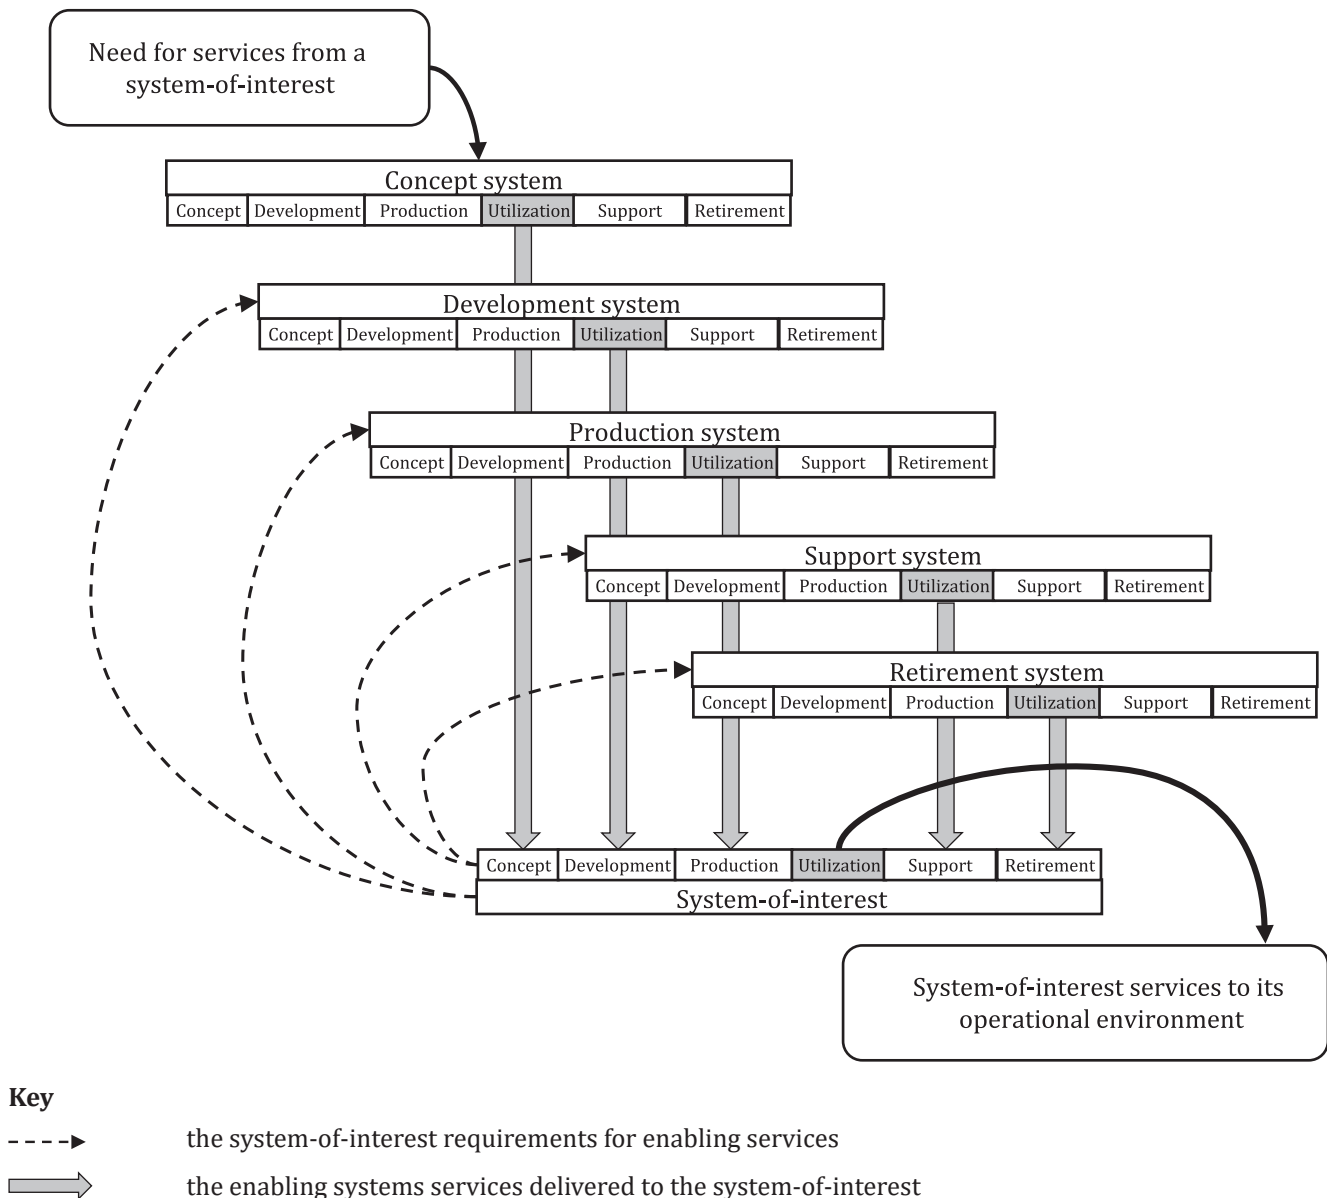 Need for services from a
system-of-interest
Concept system
Concept Development Production Utilization Support Retirement
Development system
Concept Development Production Utilization Support Retirement
Production system
Concept Development Production Utilization Support Retirement
Support system
Concept Development Production Utilization Support Retirement
Retirement system
Concept Development Production Utilization Support Retirement
Concept Development Production Utilization Support Retirement
System-of-interest
System-of-interest services to its
operational environment
Key
the system-of-interest requirements for enabling services
the enabling systems services delivered to the system-of-interest